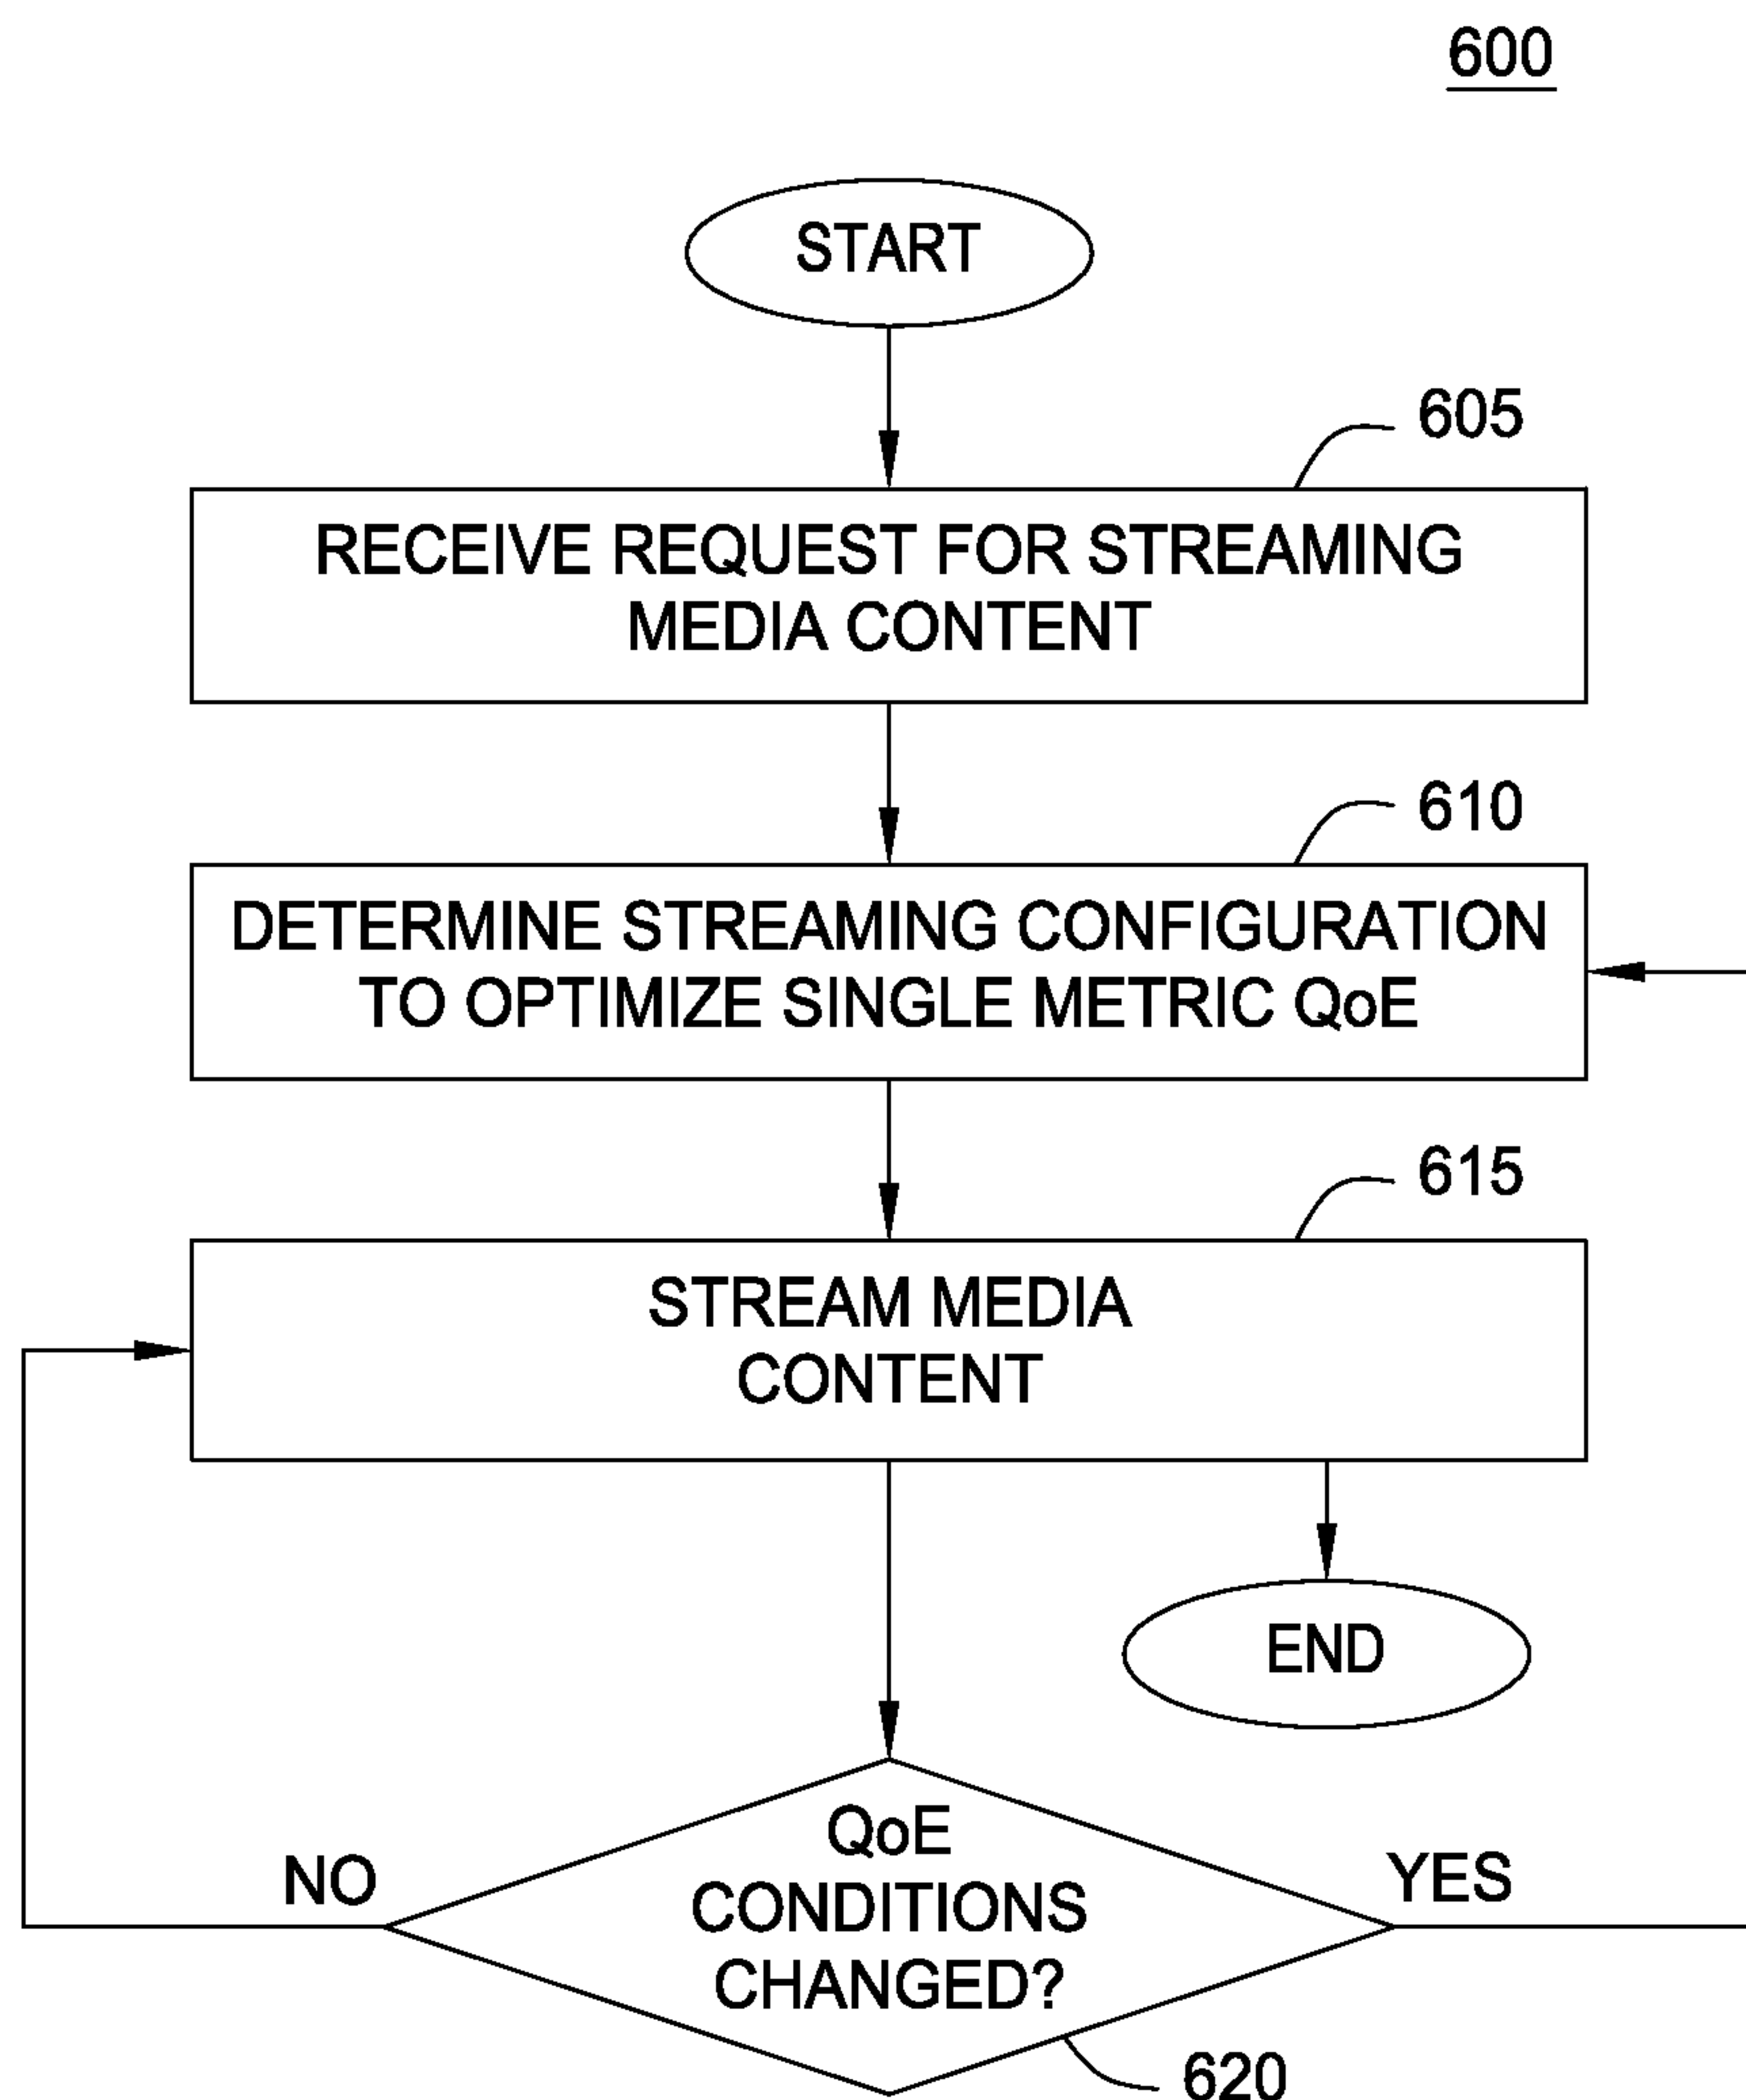 600
START
605
RECEIVE REQUEST FOR STREAMING
MEDIA CONTENT
610
DETERMINE STREAMING CONFIGURATION
TO OPTIMIZE SINGLE METRIC QoE
615
STREAM MEDIA
CONTENT
END
QoE
CONDITIONS
CHANGED?
NO
YES
620